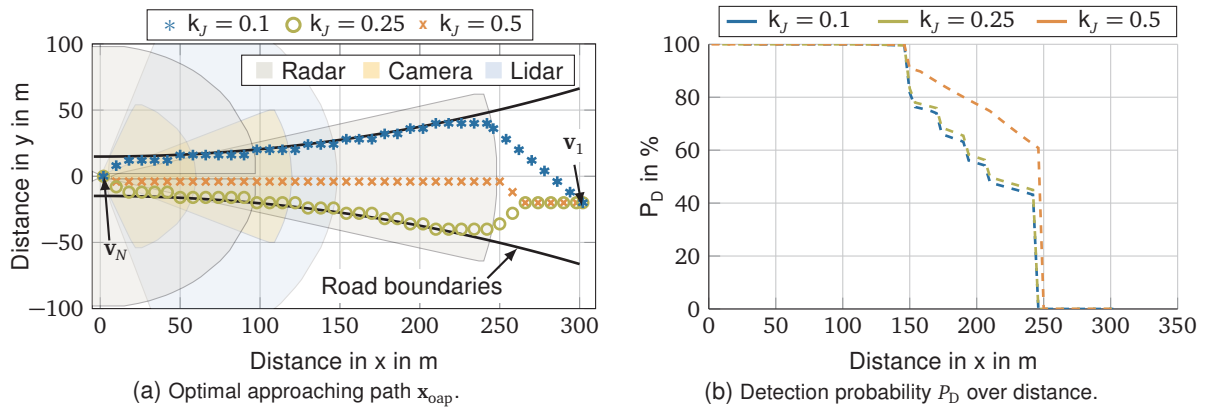 k_J = 0.1 k_J = 0.25 k_J = 0.5
Radar Camera Lidar
100
50
0
−50
−100
Distance in y in m
v_1
v_N
Road boundaries
0 50 100 150 200 250 300
Distance in x in m
(a) Optimal approaching path x_oap.
k_J = 0.1 k_J = 0.25 k_J = 0.5
100
80
60
40
20
0
P_D in %
0 50 100 150 200 250 300 350
Distance in x in m
(b) Detection probability P_D over distance.